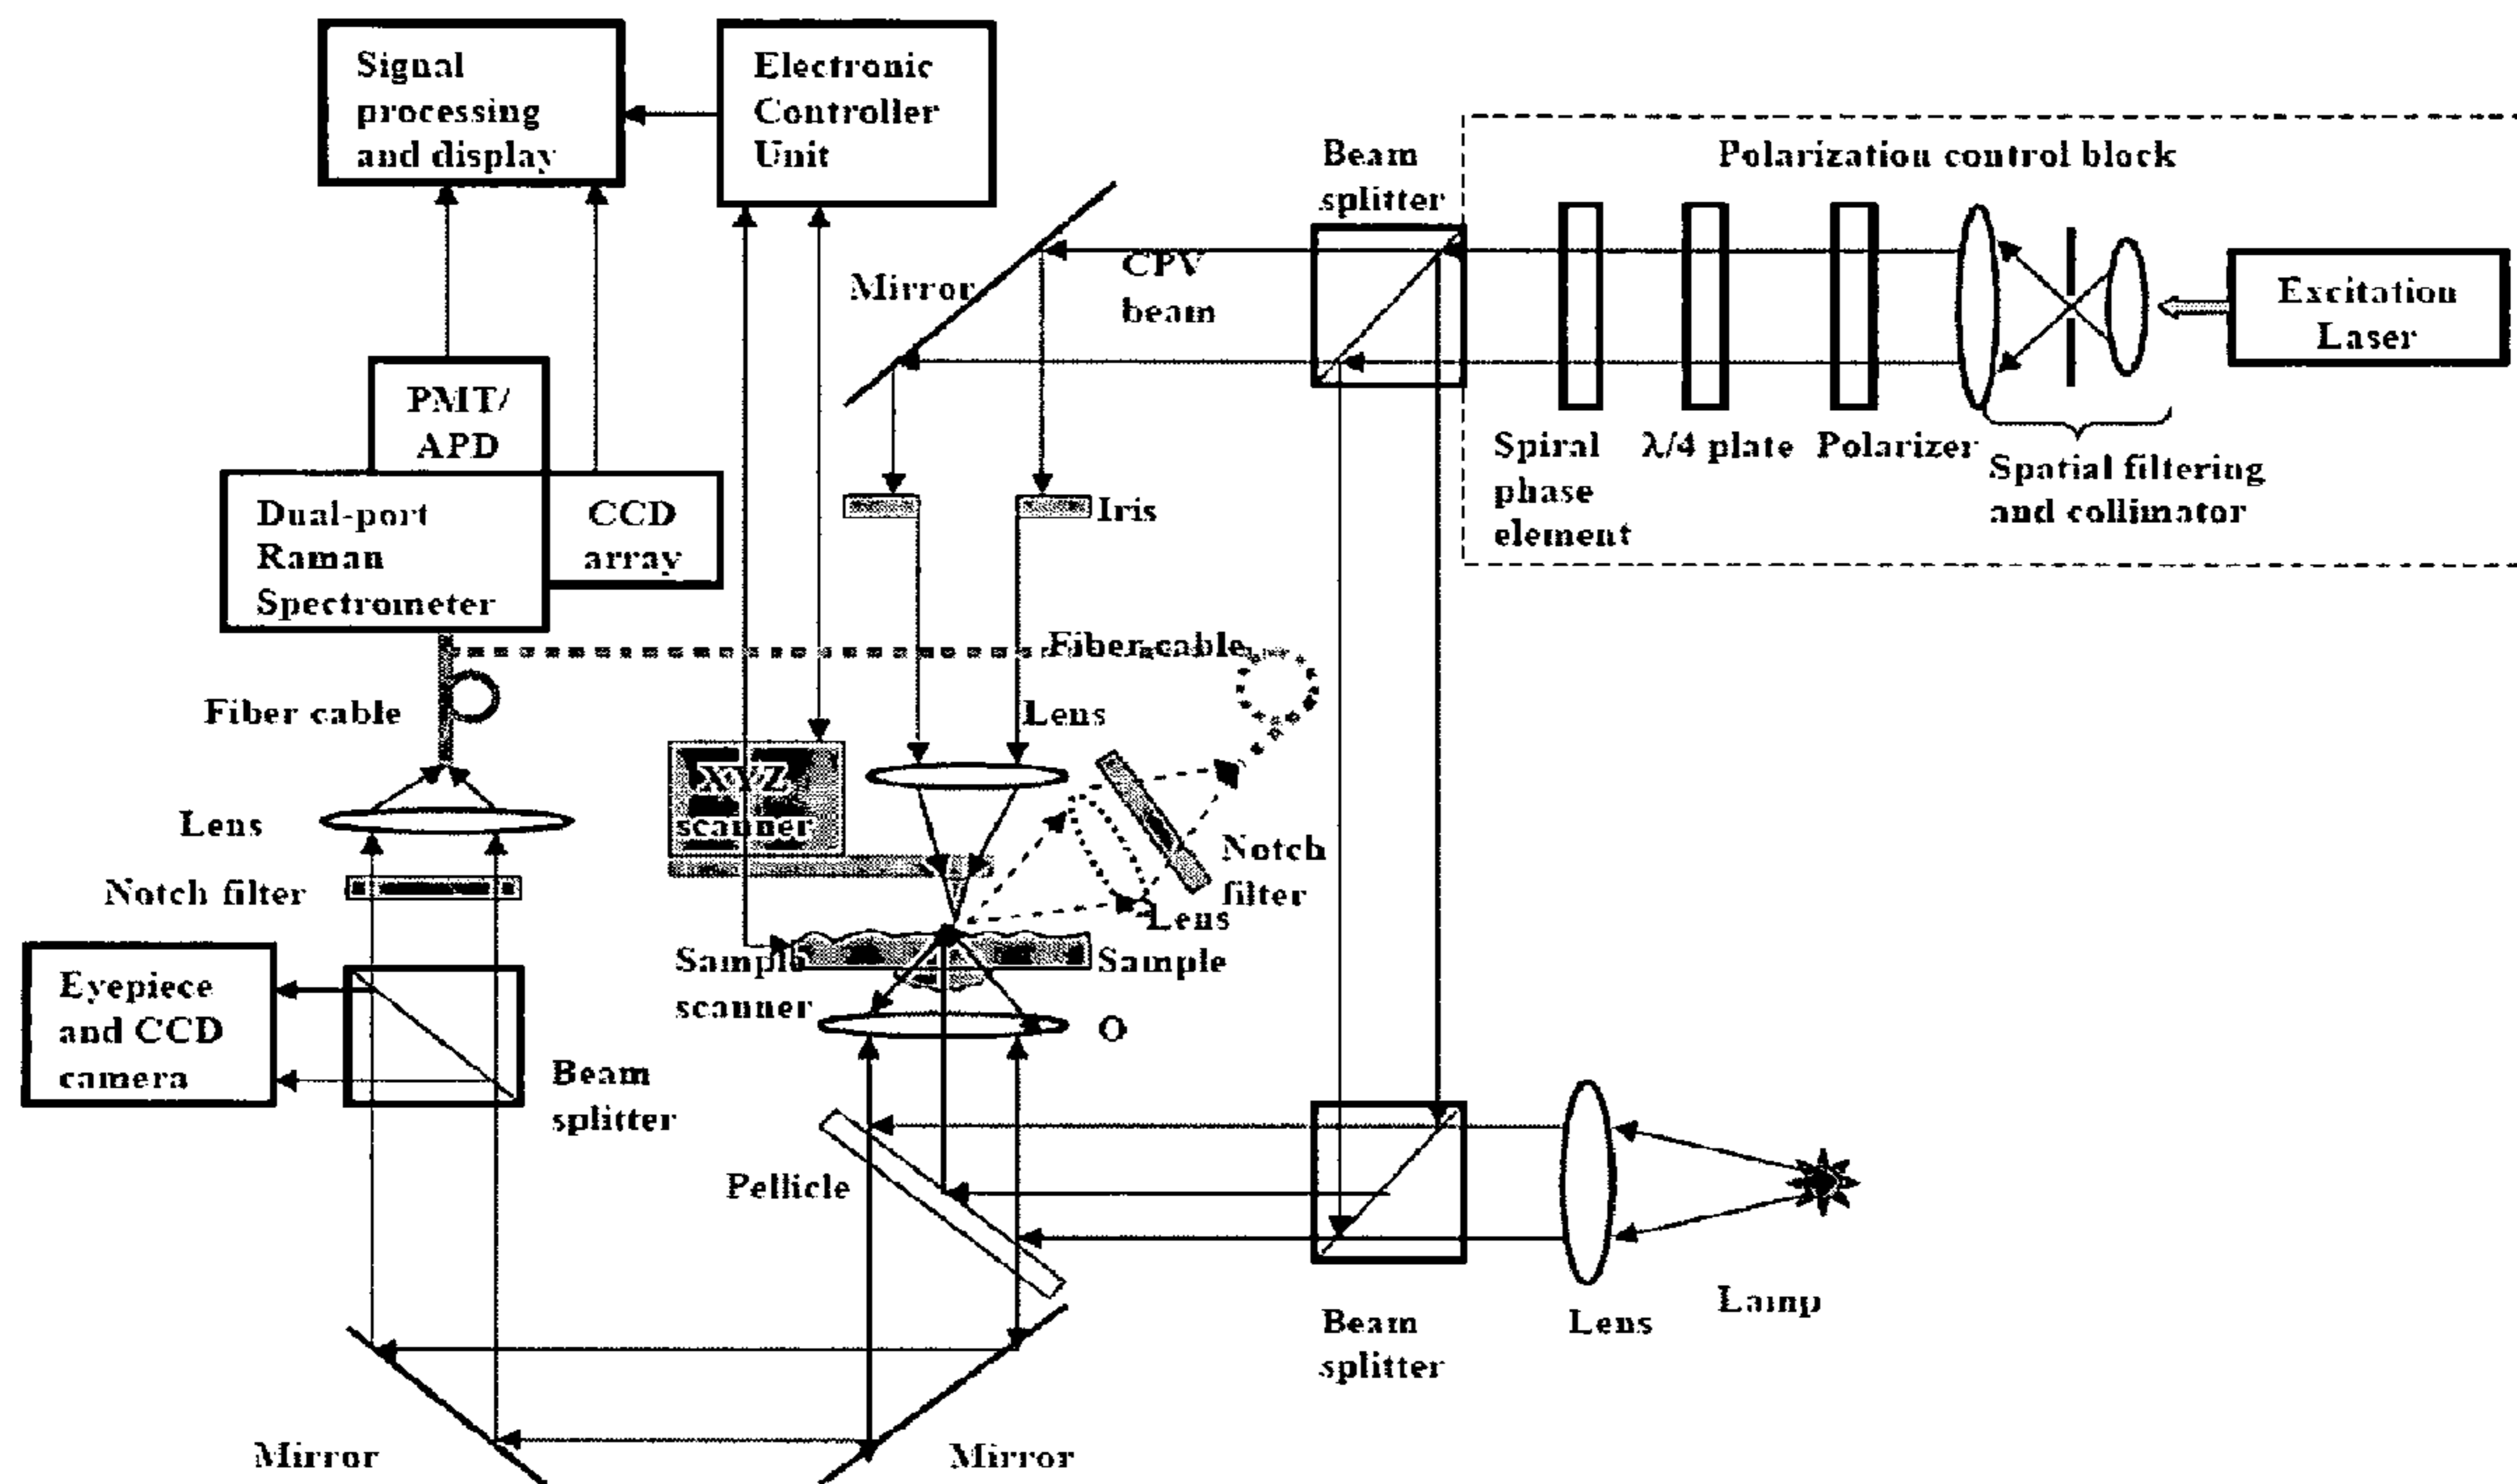 Signal
processing
and display
Electronic
Controller
Unit
Beam
splitter
Polarization control block
Mirror
CPV
beam
Excitation
Laser
PMT/
APD
Spiral
phase
element
λ/4 plate
Polarizer
Spatial filtering
and collimator
Dual-port
Raman
Spectrometer
CCD
array
Iris
Fiber cable
Fiber cable
Lens
XYZ
scanner
Lens
Notch
filter
Notch filter
Lens
Sample
scanner
Sample
Eyepiece
and CCD
camera
O
Beam
splitter
Pellicle
Beam
splitter
Lens
Lamp
Mirror
Mirror